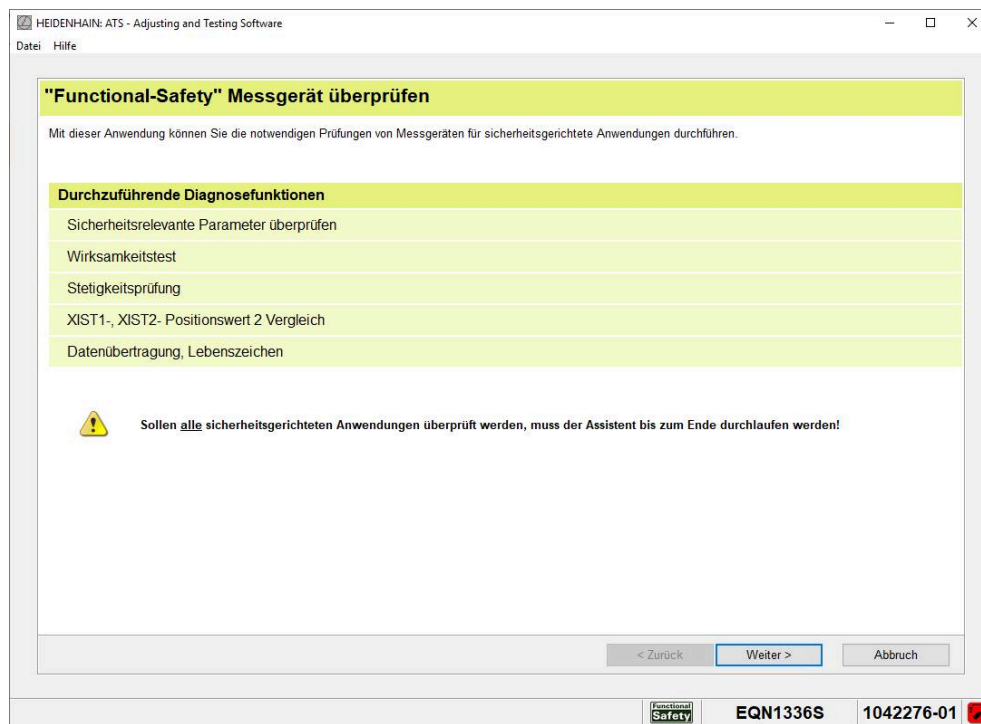 HEIDENHAIN: ATS - Adjusting and Testing Software
Datei Hilfe
"Functional-Safety" Messgerät überprüfen
Mit dieser Anwendung können Sie die notwendigen Prüfungen von Messgeräten für sicherheitsgerichtete Anwendungen durchführen.
Durchzuführende Diagnosefunktionen
Sicherheitsrelevante Parameter überprüfen
Wirksamkeitstest
Stetigkeitsprüfung
XIST1-, XIST2- Positionswert 2 Vergleich
Datenübertragung, Lebenszeichen
Sollen alle sicherheitsgerichteten Anwendungen überprüft werden, muss der Assistent bis zum Ende durchlaufen werden!
< Zurück Weiter > Abbruch
Functional
Safety EQN1336S 1042276-01